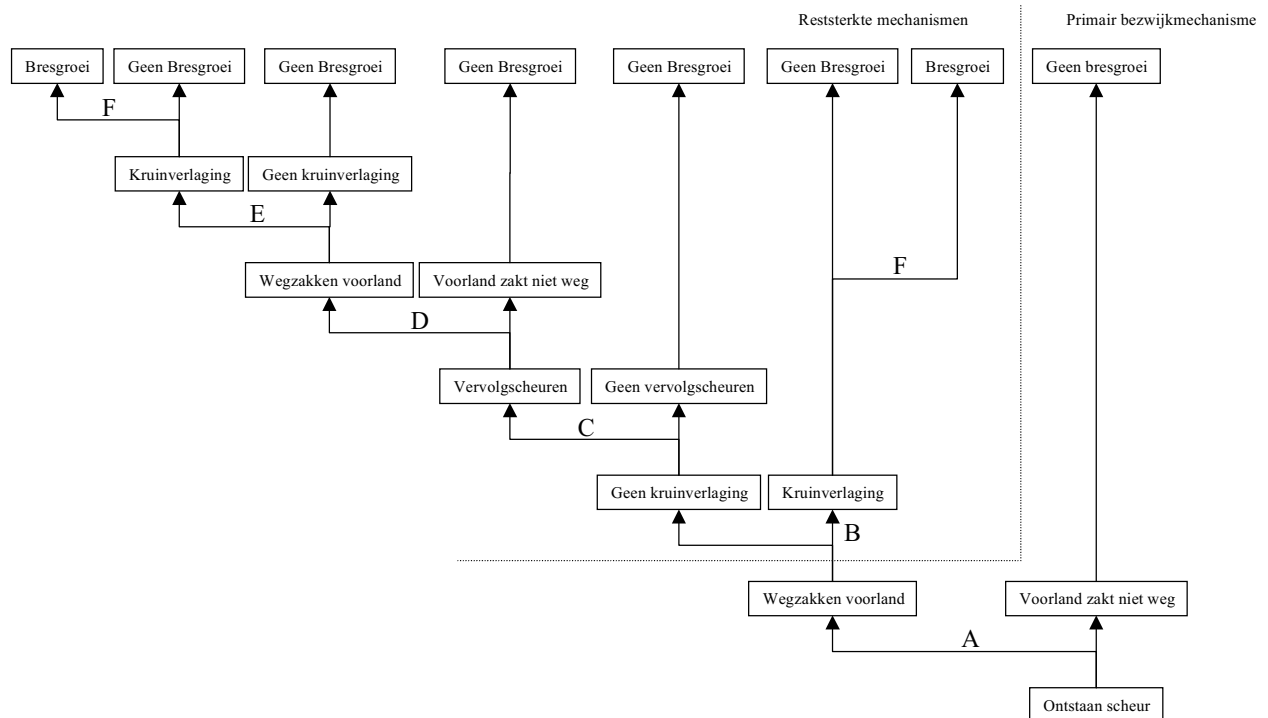 Reststerkte mechanismen
Primair bezwijkmechanisme
Bresgroei
Geen Bresgroei
Geen Bresgroei
Geen Bresgroei
Geen Bresgroei
Geen Bresgroei
Bresgroei
Geen bresgroei
F
Kruinverlaging
Geen kruinverlaging
E
Wegzakken voorland
Voorland zakt niet weg
F
D
Vervolgscheuren
Geen vervolgscheuren
C
Geen kruinverlaging
Kruinverlaging
B
Wegzakken voorland
Voorland zakt niet weg
A
Ontstaan scheur